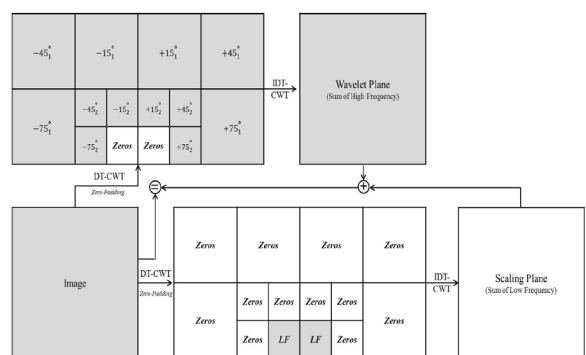 −45°₁ −15°₁ +15°₁ +45°₁
−75°₁ −45°₂ −15°₂ +15°₂ +45°₂ +75°₁
−75°₂ Zeros Zeros +75°₂
IDT-
CWT
Wavelet Plane
(Sum of High Frequency)
DT-CWT
Zero-Padding
=
+
Image
DT-CWT
Zero-Padding
Zeros Zeros Zeros Zeros
Zeros Zeros Zeros Zeros Zeros Zeros
Zeros LF LF Zeros
IDT-
CWT
Scaling Plane
(Sum of Low Frequency)